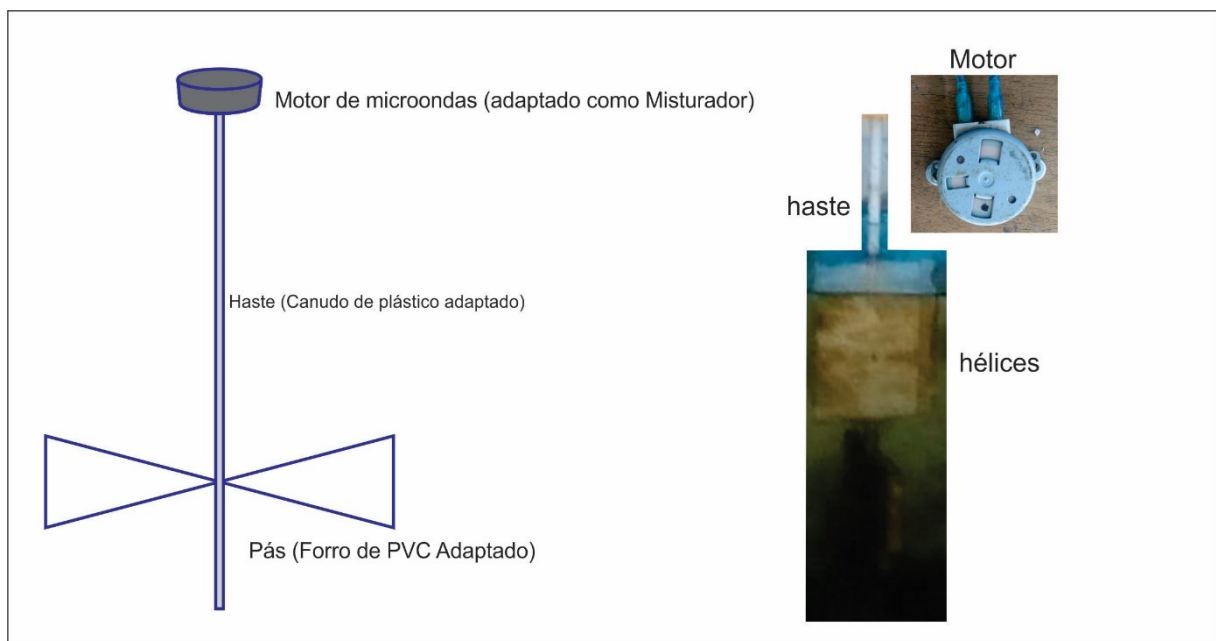 Motor de microondas (adaptado como Misturador)
Haste (Canudo de plástico adaptado)
Pás (Forro de PVC Adaptado)
Motor
haste
hélices